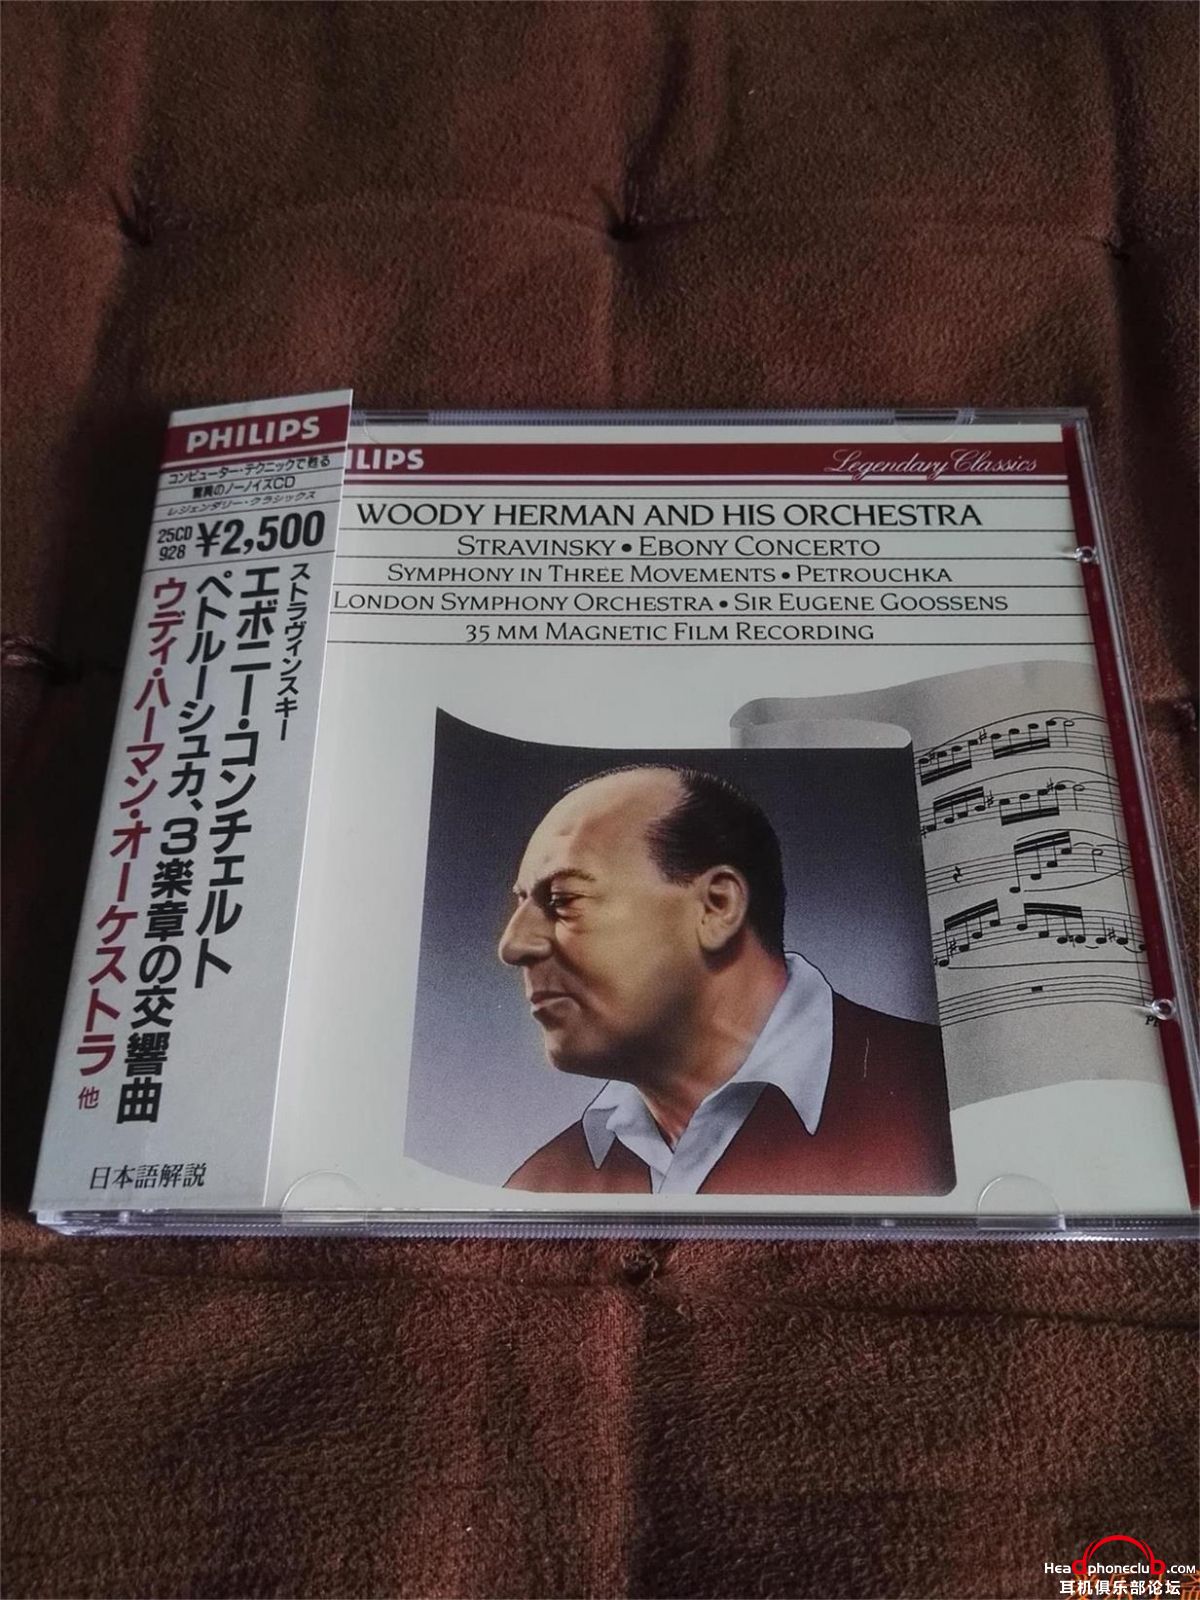 PHILIPS
コンピューター・テクニックで甦る
驚異のノーノイズCD
レジェンダリー・クラシックス
25CD
928
¥2,500
ストラヴィンスキー
エボニー・コンチェルト
ペトルーシュカ、3楽章の交響曲
ウディ・ハーマン・オーケストラ 他
日本語解説
ILIPS
Legendary Classics
WOODY HERMAN AND HIS ORCHESTRA
STRAVINSKY • EBONY CONCERTO
SYMPHONY IN THREE MOVEMENTS • PETROUCHKA
LONDON SYMPHONY ORCHESTRA • SIR EUGENE GOOSSENS
35 MM MAGNETIC FILM RECORDING
Headphoneclub.com
耳机俱乐部论坛